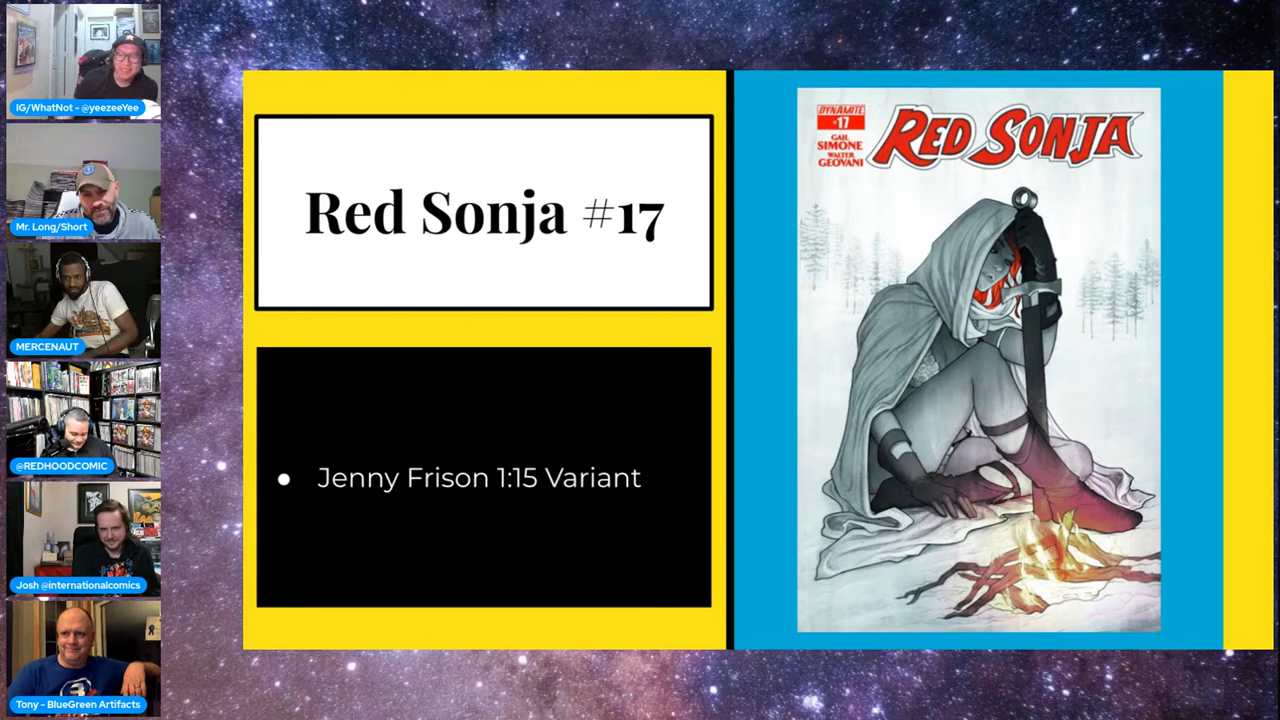 IG/WhatNot - @yeezeeYee
Mr. Long/Short
MERCENAUT
@REDHOODCOMIC
Josh @internationalcomics
Tony - BlueGreen Artifacts
Red Sonja #17
• Jenny Frison 1:15 Variant
DYNAMITE
#17
GAIL
SIMONE
WALTER
GEOVANI
RED SONJA